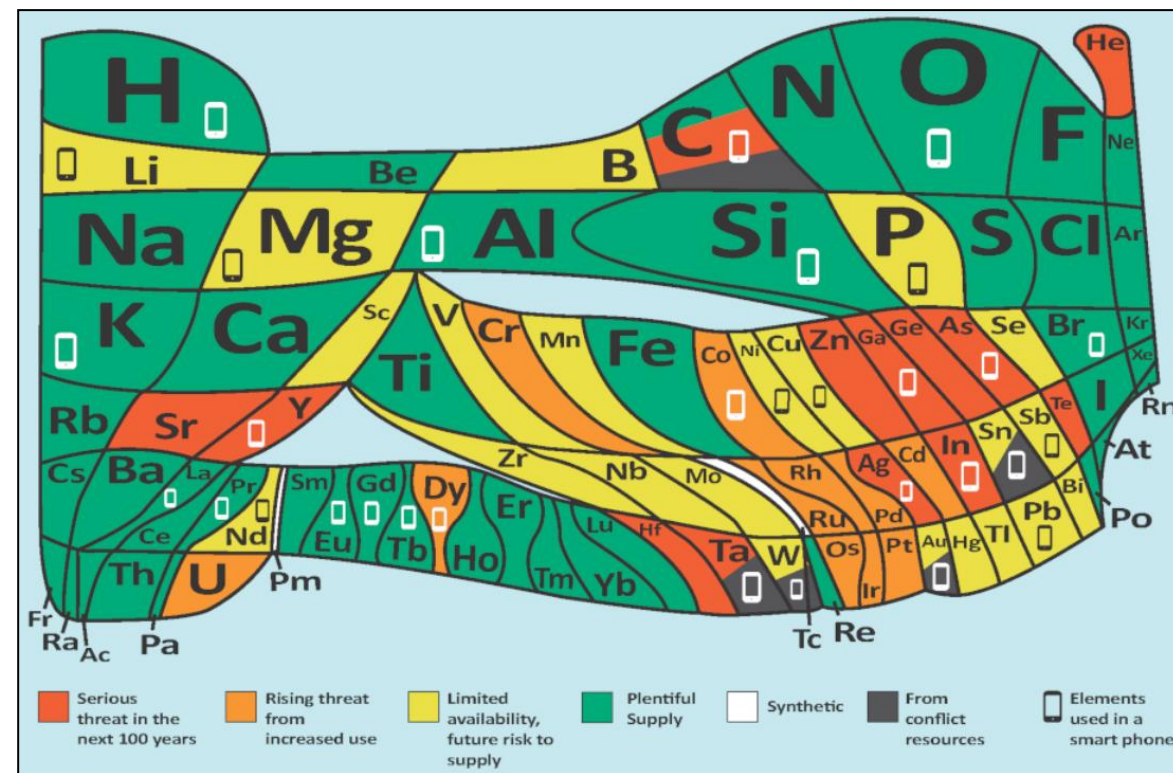 H
He
Li
Be
B
C
N
O
F
Ne
Na
Mg
Al
Si
P
S
Cl
Ar
K
Ca
Sc
Ti
V
Cr
Mn
Fe
Co
Ni
Cu
Zn
Ga
Ge
As
Se
Br
Kr
Rb
Sr
Y
Zr
Nb
Mo
Rh
Ru
Ag
Pd
Cd
In
Sn
Sb
Te
I
Xe
Rn
At
Po
Cs
Ba
La
Ce
Pr
Nd
Sm
Eu
Gd
Tb
Dy
Ho
Er
Tm
Yb
Lu
Hf
Ta
W
Tc
Re
Os
Ir
Pt
Au
Hg
Tl
Pb
Bi
Fr
Ra
Ac
Th
Pa
U
Pm
Serious
threat in the
next 100 years
Rising threat
from
increased use
Limited
availability,
future risk to
supply
Plentiful
Supply
Synthetic
From
conflict
resources
Elements
used in a
smart phone